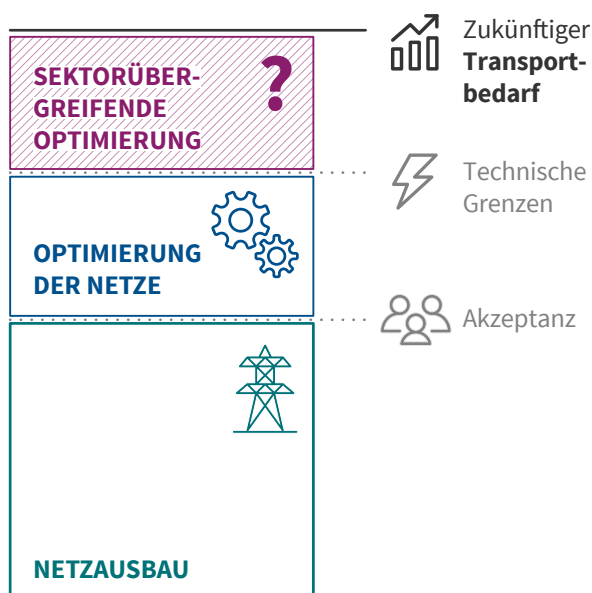 SEKTORÜBER-
GREIFENDE
OPTIMIERUNG
?
Zukünftiger
Transport-
bedarf
Technische
Grenzen
OPTIMIERUNG
DER NETZE
Akzeptanz
NETZAUSBAU